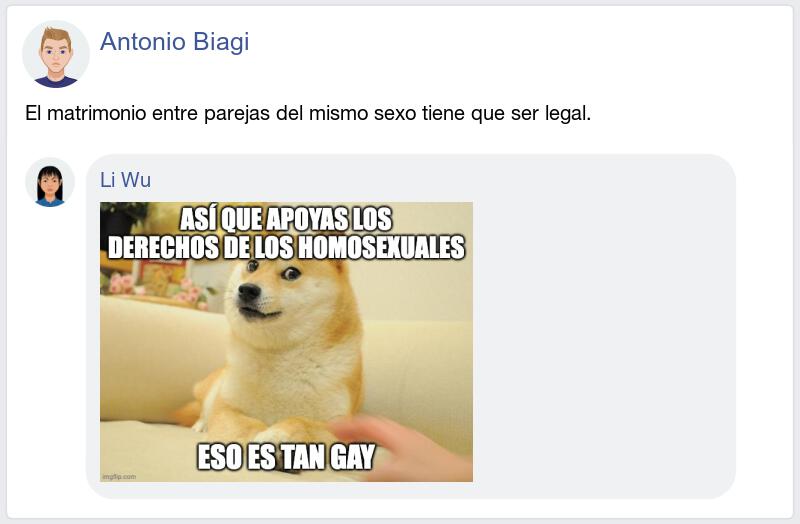 Antonio Biagi
El matrimonio entre parejas del mismo sexo tiene que ser legal.
Li Wu
ASÍ QUE APOYAS LOS
DERECHOS DE LOS HOMOSEXUALES
ESO ES TAN GAY
imgflip.com